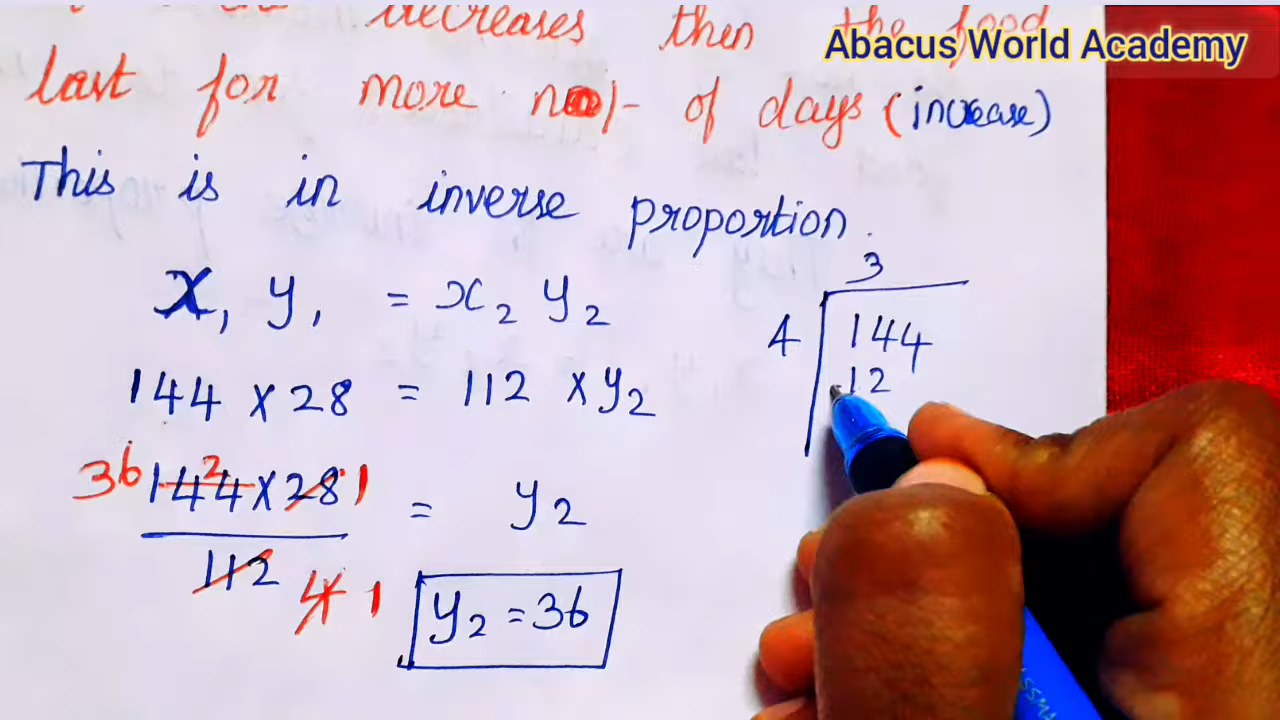 decreases then the food
Abacus World Academy
last for more no/- of days (increase)
This is in inverse proportion.
x₁ y₁ = x₂ y₂
144 x 28 = 112 x y₂
36 2 144 x 28 1
112 4 1
= y₂
y₂ = 36
3
4 144
12